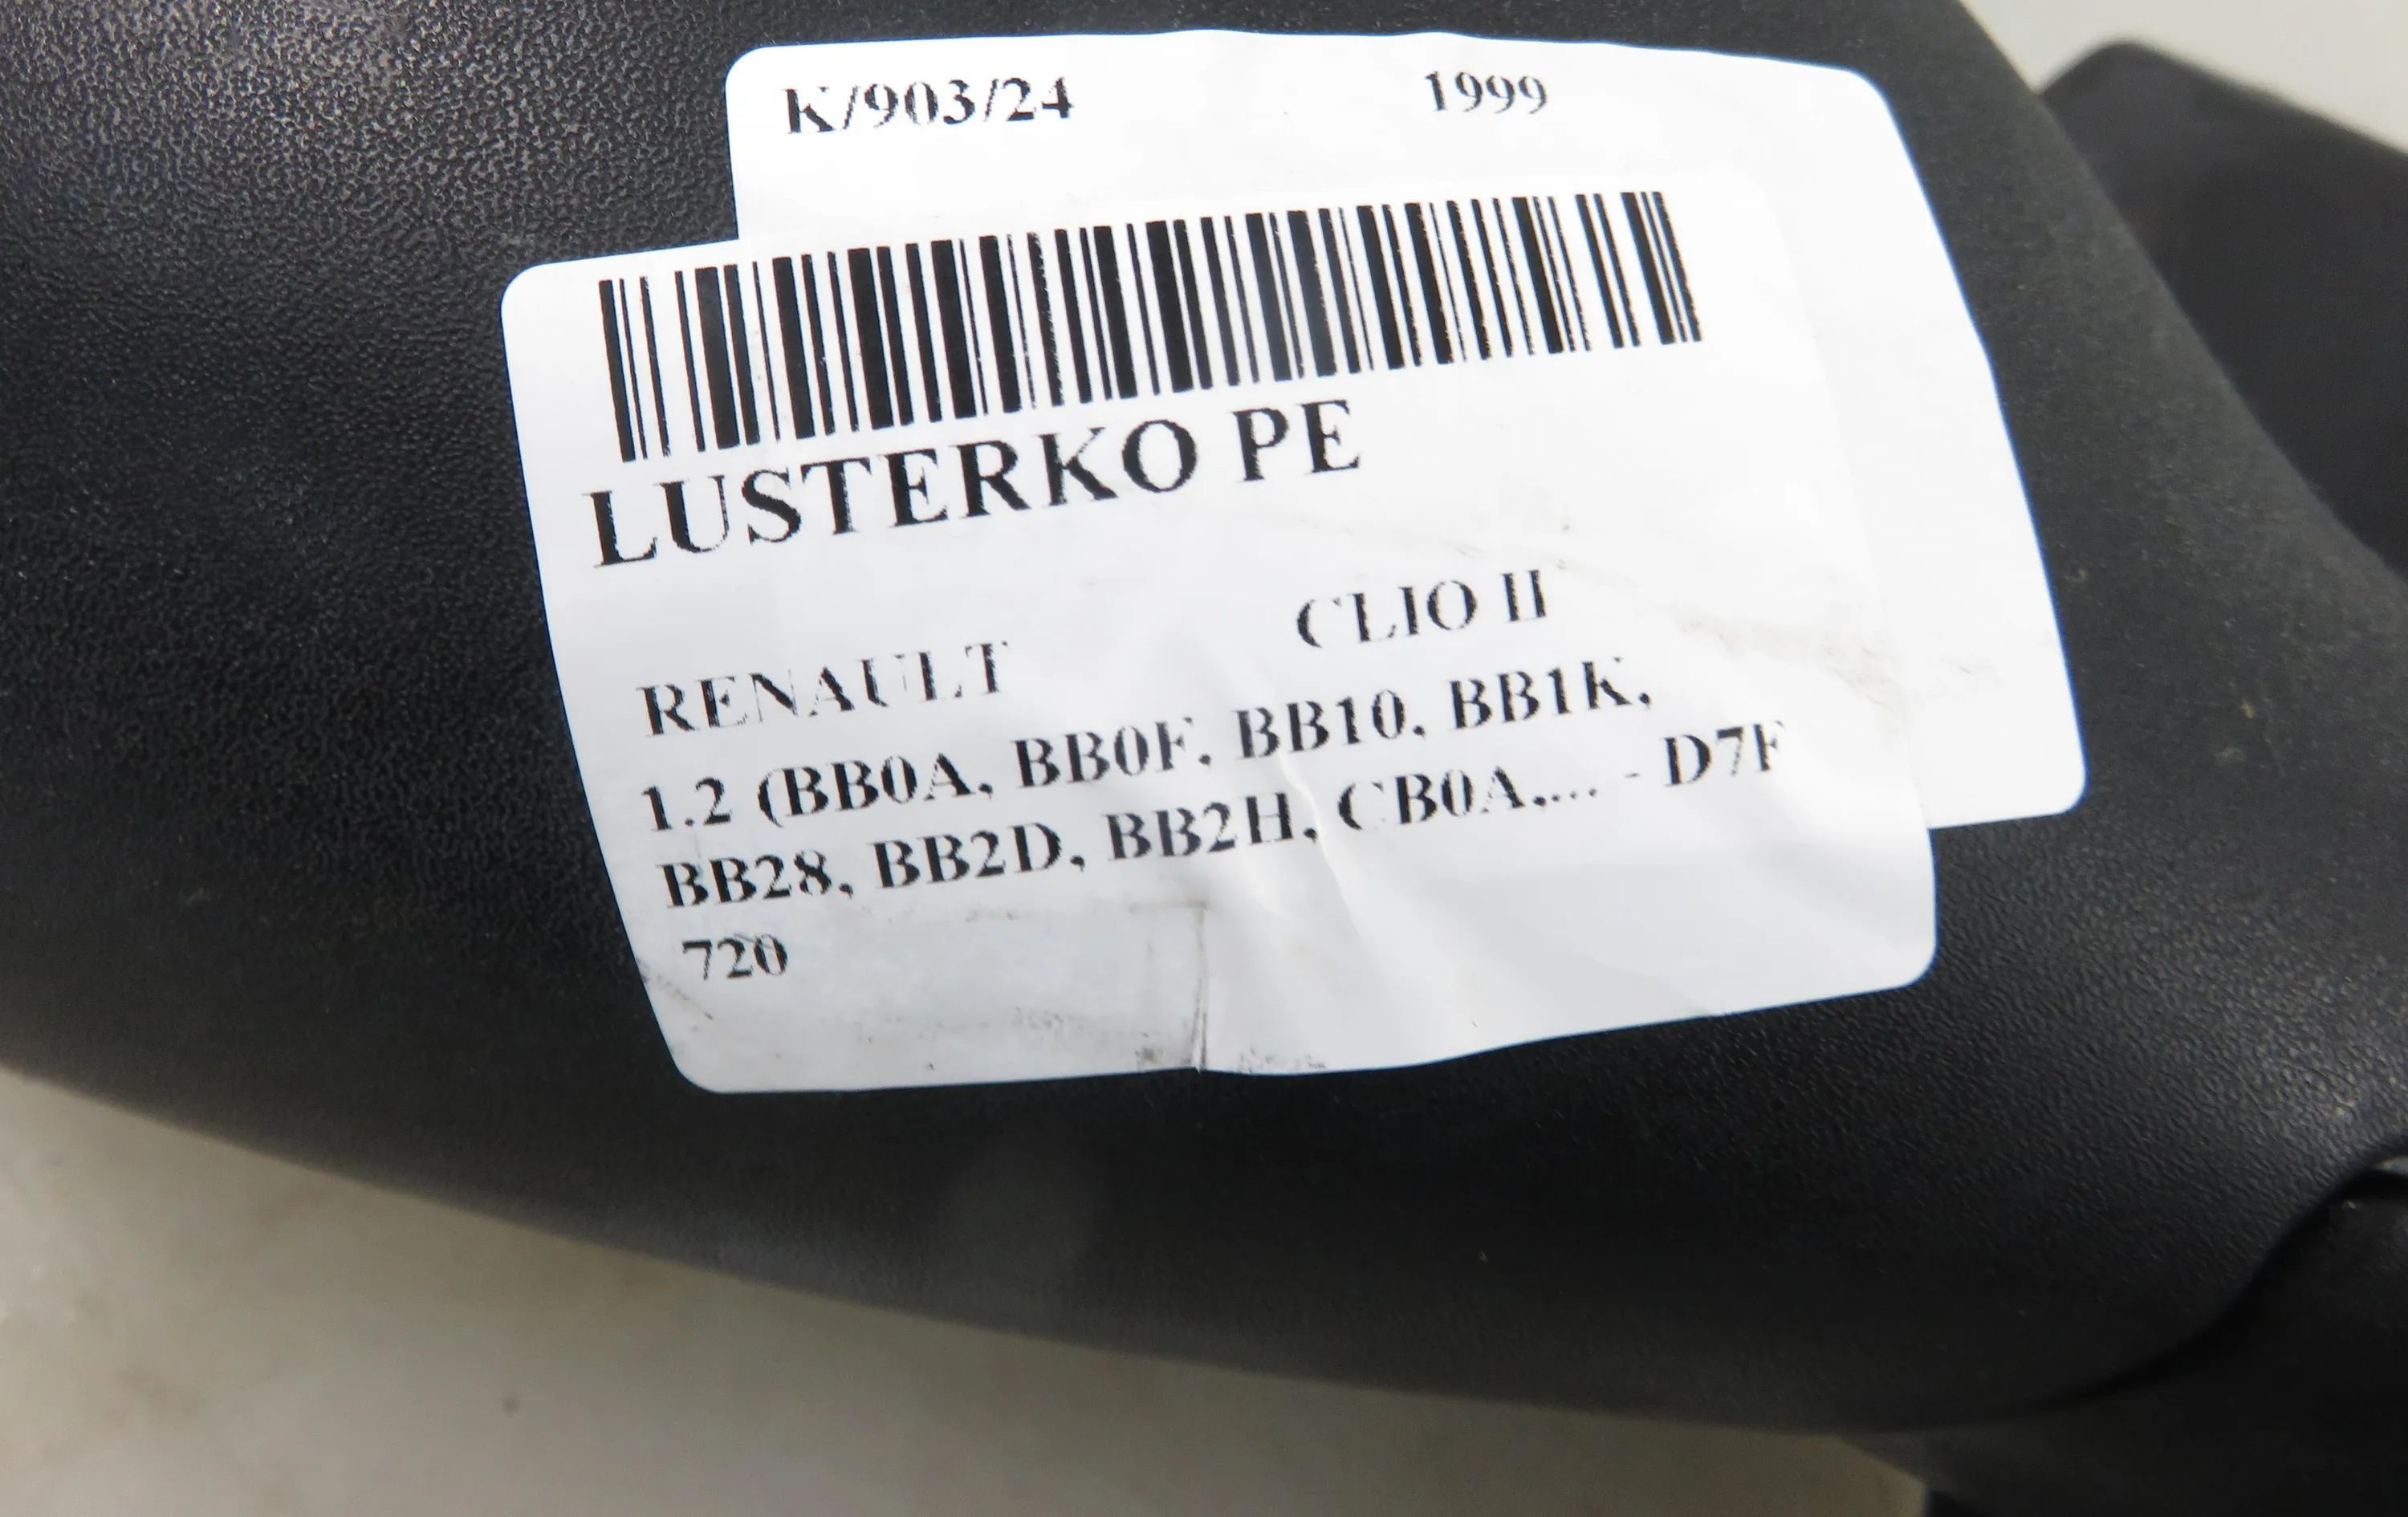 K/903/24 1999
LUSTERKO PE
RENAULT CLIO II
1.2 (BB0A, BB0F, BB10, BB1K,
BB28, BB2D, BB2H, CB0A,... - D7F
720